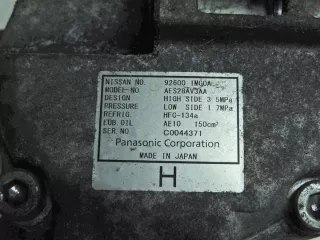 NISSAN NO. 92600 1MG0A
MODEL-NO. AES28AV3AA
DESIGN HIGH SIDE 3.5MPa
PRESSURE LOW SIDE 1.7MPa
REFRIG. HFC-134a
LUB OIL AE10 150cm³
SER NO. C0044371
Panasonic Corporation
MADE IN JAPAN
H